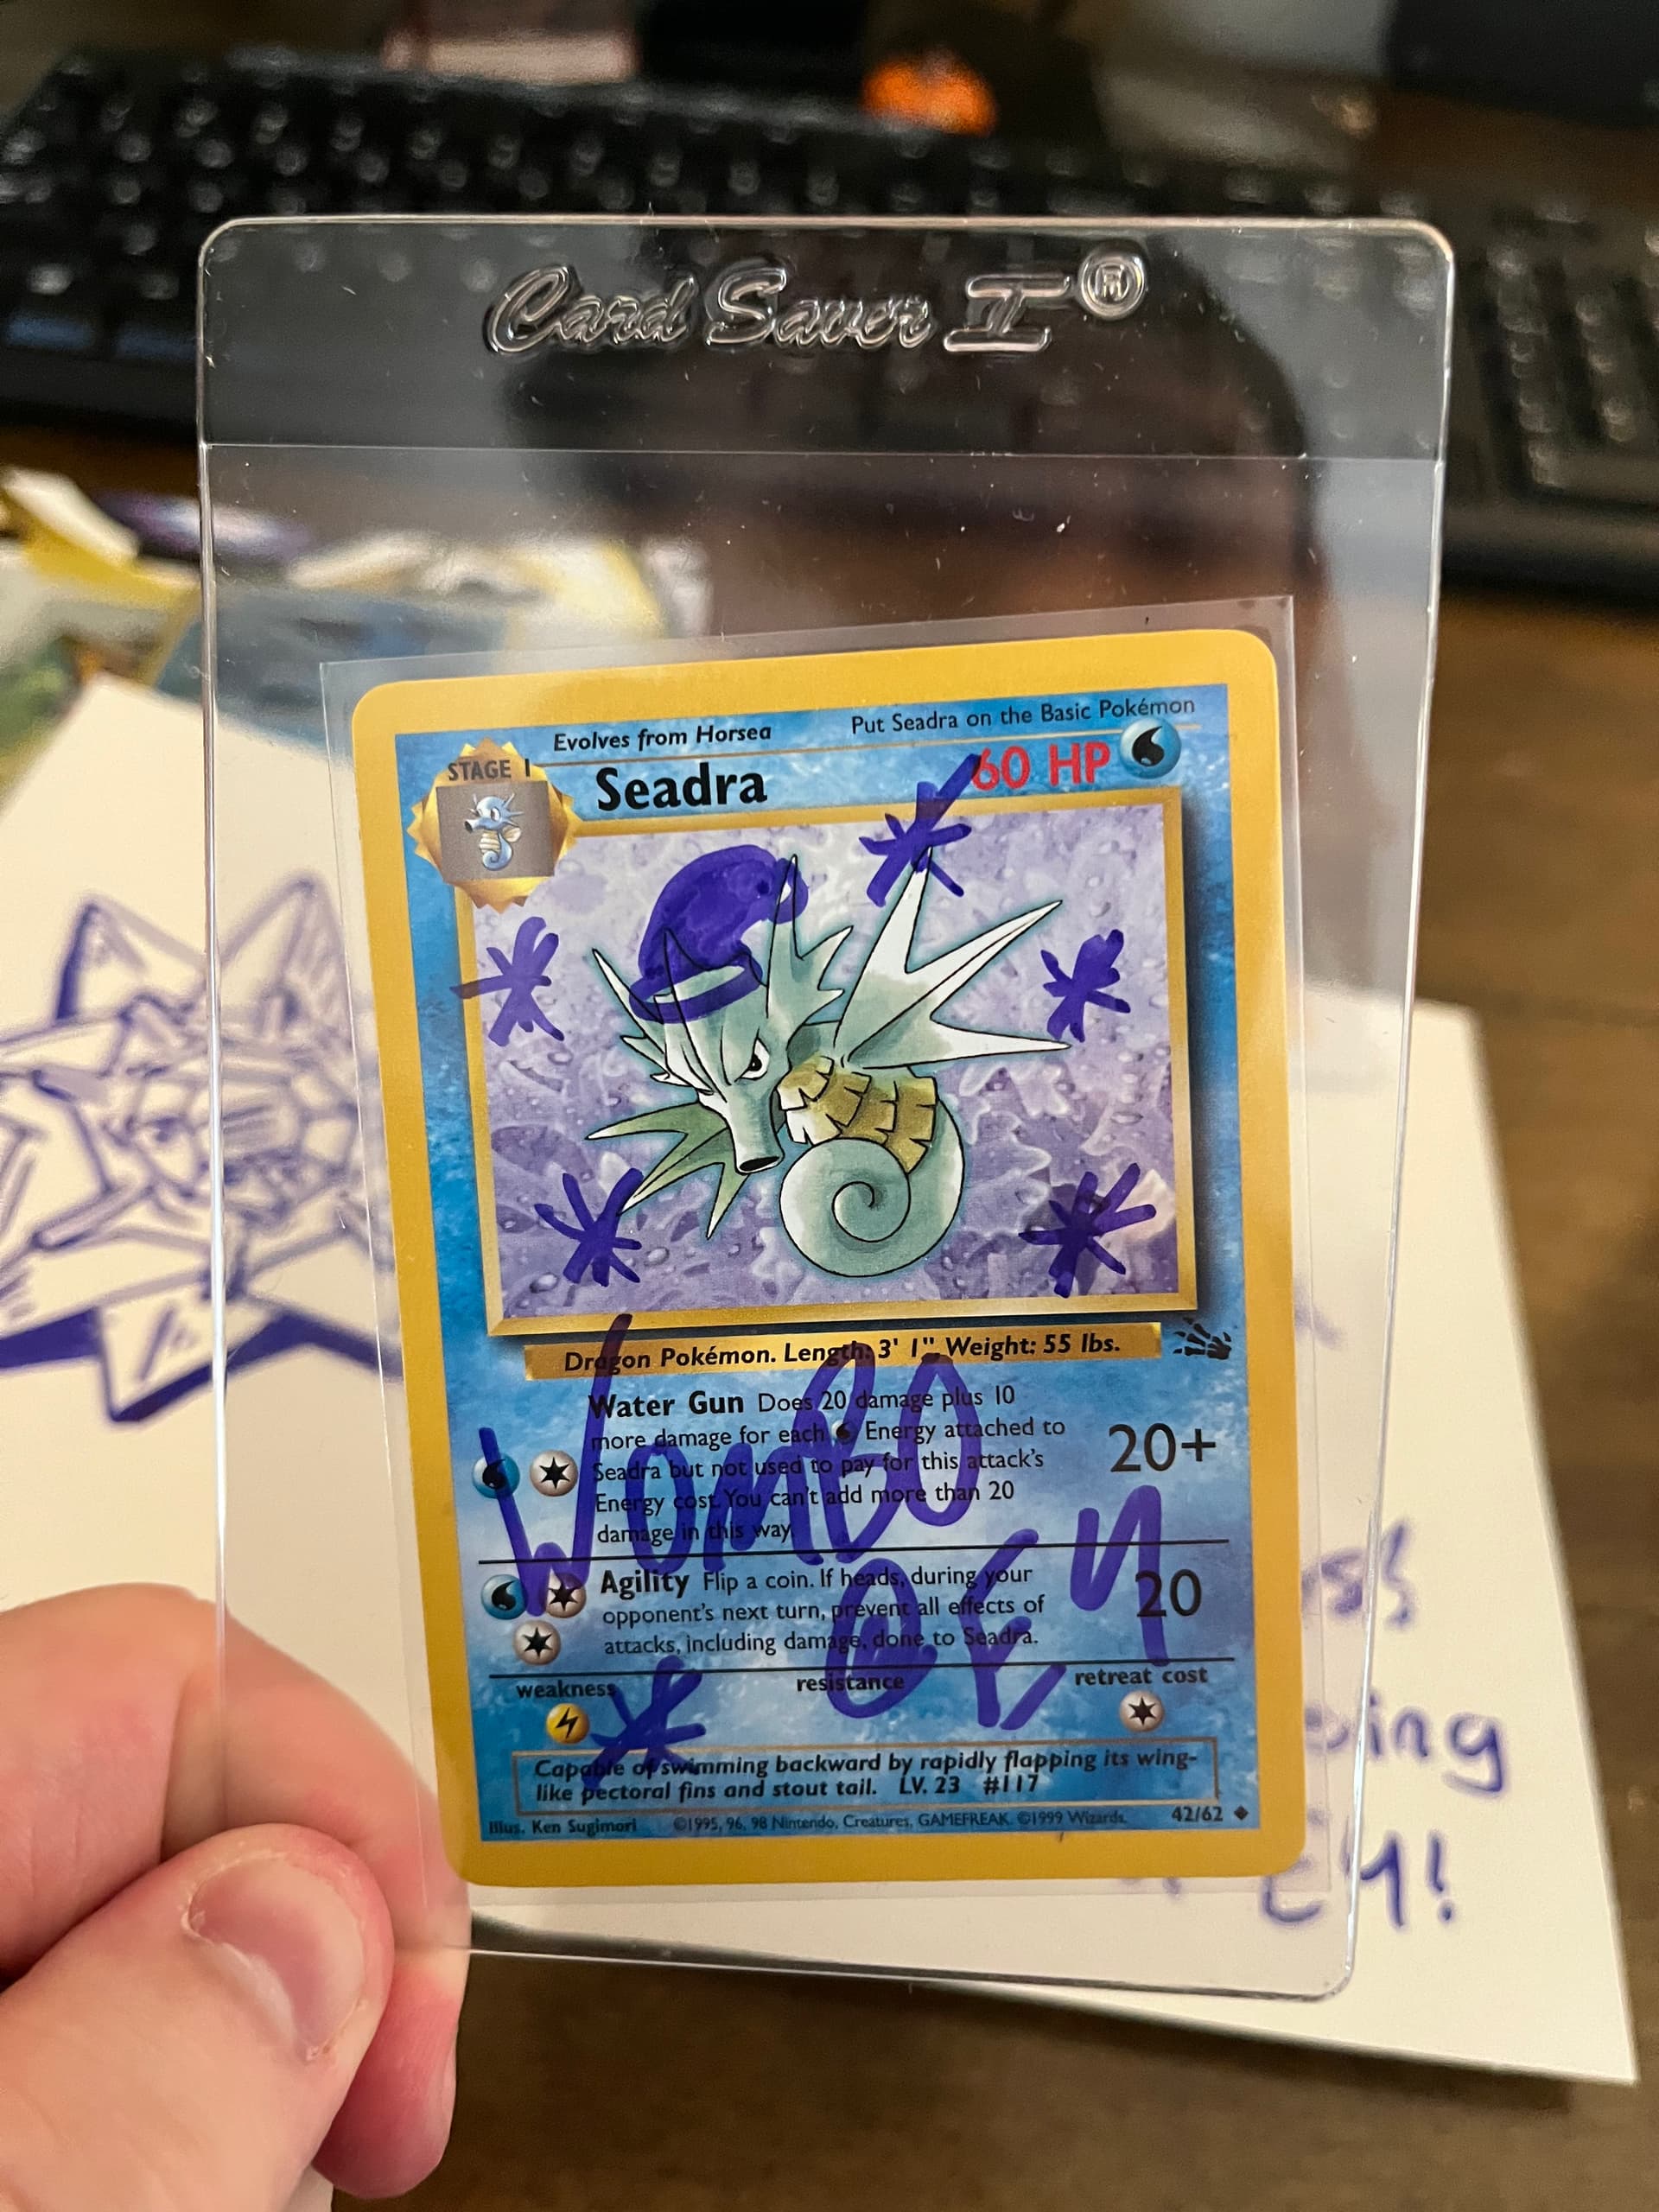 Card Saver I®
Evolves from Horsea
Put Seadra on the Basic Pokémon
STAGE 1
Seadra
60 HP
Dragon Pokémon. Length: 3' 1" Weight: 55 lbs.
Water Gun Does 20 damage plus 10
more damage for each Energy attached to
Seadra but not used to pay for this attack's
Energy cost. You can't add more than 20
damage in this way.
20+
Agility Flip a coin. If heads, during your
opponent's next turn, prevent all effects of
attacks, including damage, done to Seadra.
20
WOMBO
weakness
resistance
retreat cost
Capable of swimming backward by rapidly flapping its wing-
like pectoral fins and stout tail. LV. 23 #117
Illus. Ken Sugimori
©1995, 96, 98 Nintendo, Creatures, GAMEFREAK. ©1999 Wizards.
42/62